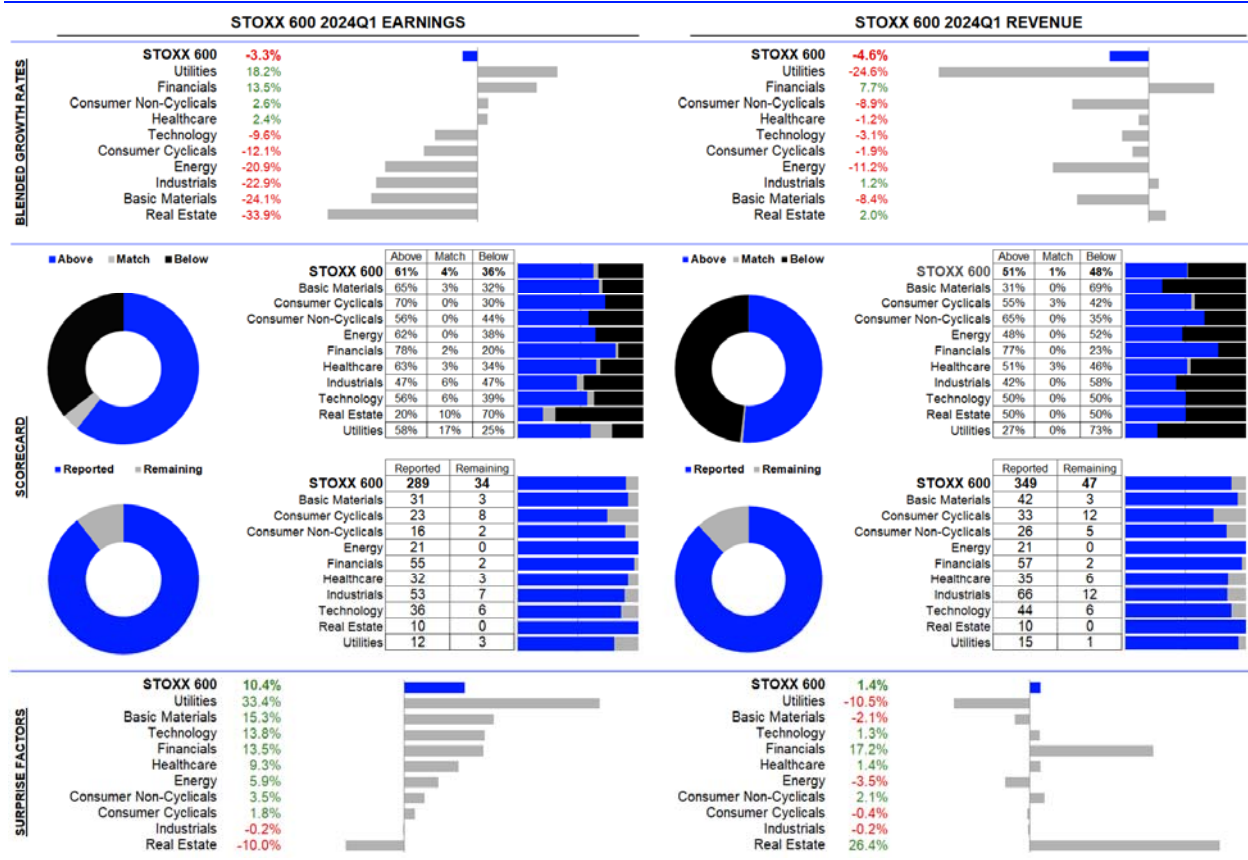 STOXX 600 2024Q1 EARNINGS
STOXX 600 2024Q1 REVENUE
BLENDED GROWTH RATES
STOXX 600 -3.3%
Utilities 18.2%
Financials 13.5%
Consumer Non-Cyclicals 2.6%
Healthcare 2.4%
Technology -9.6%
Consumer Cyclicals -12.1%
Energy -20.9%
Industrials -22.9%
Basic Materials -24.1%
Real Estate -33.9%
STOXX 600 -4.6%
Utilities -24.6%
Financials 7.7%
Consumer Non-Cyclicals -8.9%
Healthcare -1.2%
Technology -3.1%
Consumer Cyclicals -1.9%
Energy -11.2%
Industrials 1.2%
Basic Materials -8.4%
Real Estate 2.0%
SCORECARD
Above Match Below
Above Match Below
STOXX 600 61% 4% 36%
Basic Materials 65% 3% 32%
Consumer Cyclicals 70% 0% 30%
Consumer Non-Cyclicals 56% 0% 44%
Energy 62% 0% 38%
Financials 78% 2% 20%
Healthcare 63% 3% 34%
Industrials 47% 6% 47%
Technology 56% 6% 39%
Real Estate 20% 10% 70%
Utilities 58% 17% 25%
Above Match Below
Above Match Below
STOXX 600 51% 1% 48%
Basic Materials 31% 0% 69%
Consumer Cyclicals 55% 3% 42%
Consumer Non-Cyclicals 65% 0% 35%
Energy 48% 0% 52%
Financials 77% 0% 23%
Healthcare 51% 3% 46%
Industrials 42% 0% 58%
Technology 50% 0% 50%
Real Estate 50% 0% 50%
Utilities 27% 0% 73%
Reported Remaining
Reported Remaining
STOXX 600 289 34
Basic Materials 31 3
Consumer Cyclicals 23 8
Consumer Non-Cyclicals 16 2
Energy 21 0
Financials 55 2
Healthcare 32 3
Industrials 53 7
Technology 36 6
Real Estate 10 0
Utilities 12 3
Reported Remaining
Reported Remaining
STOXX 600 349 47
Basic Materials 42 3
Consumer Cyclicals 33 12
Consumer Non-Cyclicals 26 5
Energy 21 0
Financials 57 2
Healthcare 35 6
Industrials 66 12
Technology 44 6
Real Estate 10 0
Utilities 15 1
SURPRISE FACTORS
STOXX 600 10.4%
Utilities 33.4%
Basic Materials 15.3%
Technology 13.8%
Financials 13.5%
Healthcare 9.3%
Energy 5.9%
Consumer Non-Cyclicals 3.5%
Consumer Cyclicals 1.8%
Industrials -0.2%
Real Estate -10.0%
STOXX 600 1.4%
Utilities -10.5%
Basic Materials -2.1%
Technology 1.3%
Financials 17.2%
Healthcare 1.4%
Energy -3.5%
Consumer Non-Cyclicals 2.1%
Consumer Cyclicals -0.4%
Industrials -0.2%
Real Estate 26.4%